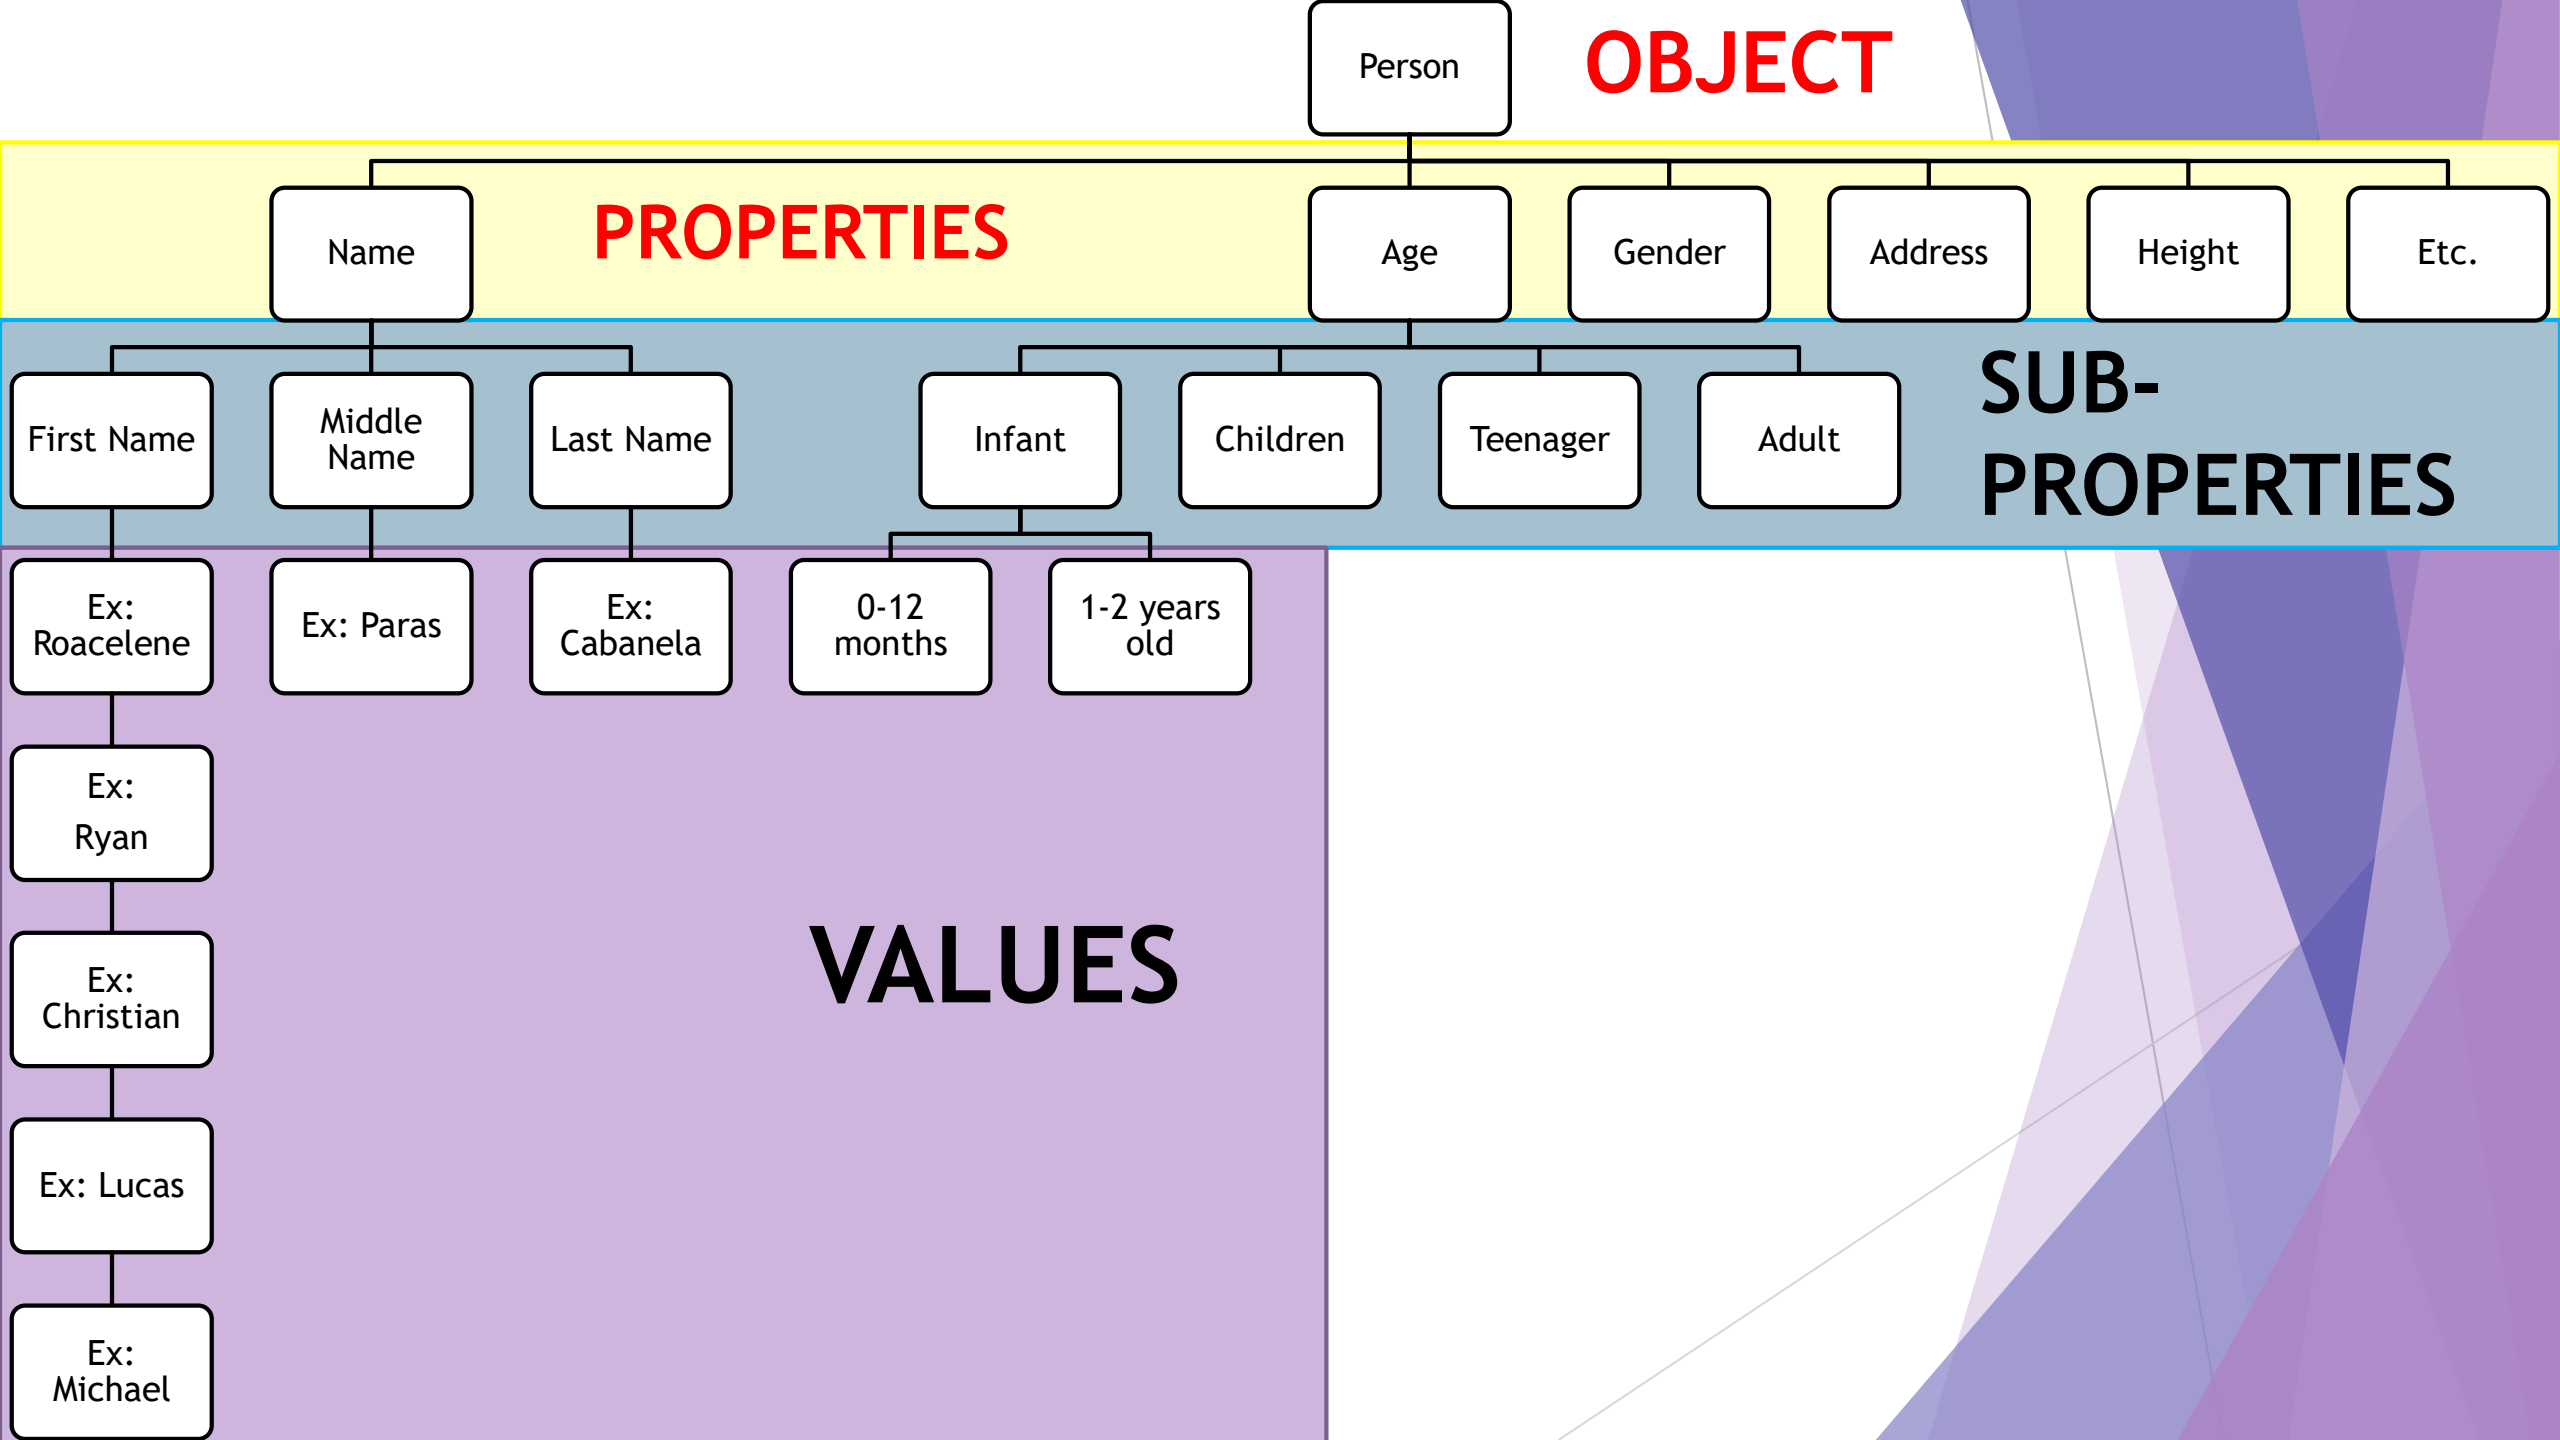 Person
OBJECT
Name
PROPERTIES
Age
Gender
Address
Height
Etc.
First Name
Middle
Name
Last Name
Infant
Children
Teenager
Adult
SUB-
PROPERTIES
Ex:
Roacelene
Ex: Paras
Ex:
Cabanela
0-12
months
1-2 years
old
Ex:
Ryan
Ex:
Christian
VALUES
Ex: Lucas
Ex:
Michael